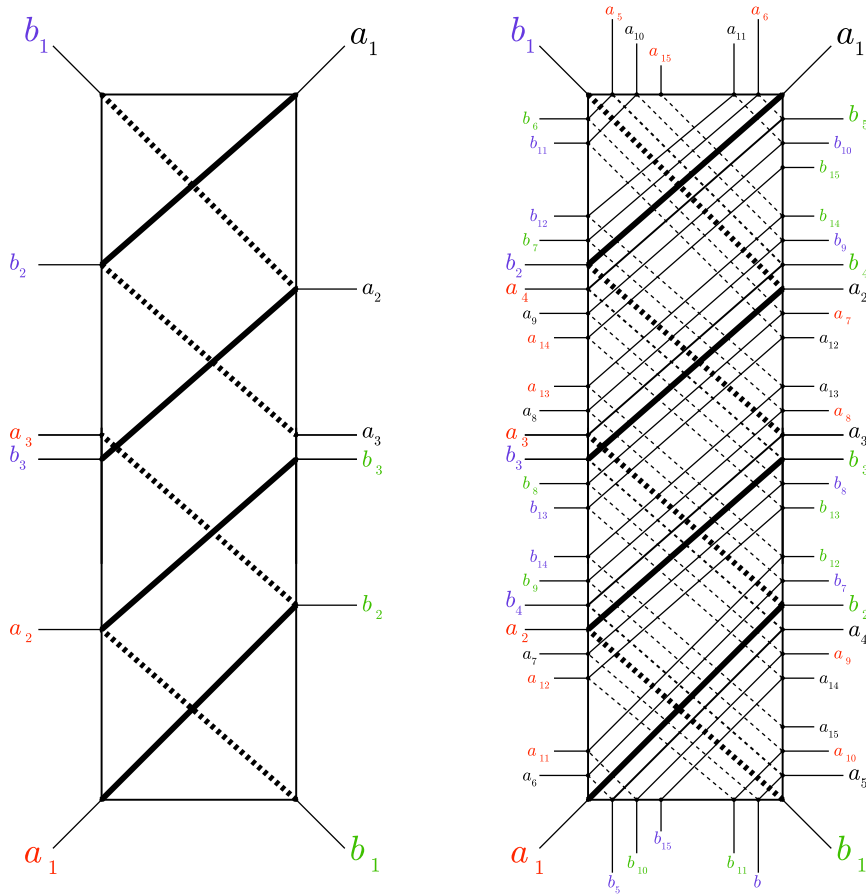 b₁ a₁
b₂
a₂
a₃ a₃
b₃ b₃
b₂
a₂
a₁ b₁
a₅ a₁₀ a₁₅ a₁₁ a₆
b₁ a₁
b₆ b₅
b₁₁ b₁₀
b₁₅
b₁₂ b₁₄
b₇ b₉
b₂ b₄
a₄ a₂
a₉ a₇
a₁₄ a₁₂
a₁₃ a₁₃
a₈ a₈
a₃ a₃
b₃ b₃
b₈ b₈
b₁₃ b₁₃
b₁₄ b₁₂
b₉ b₇
b₄ b₂
a₂ a₄
a₇ a₉
a₁₂ a₁₄
a₁₅
a₁₁ a₁₀
a₆ a₅
a₁ b₁
b₅ b₁₀ b₁₅ b₁₁ b